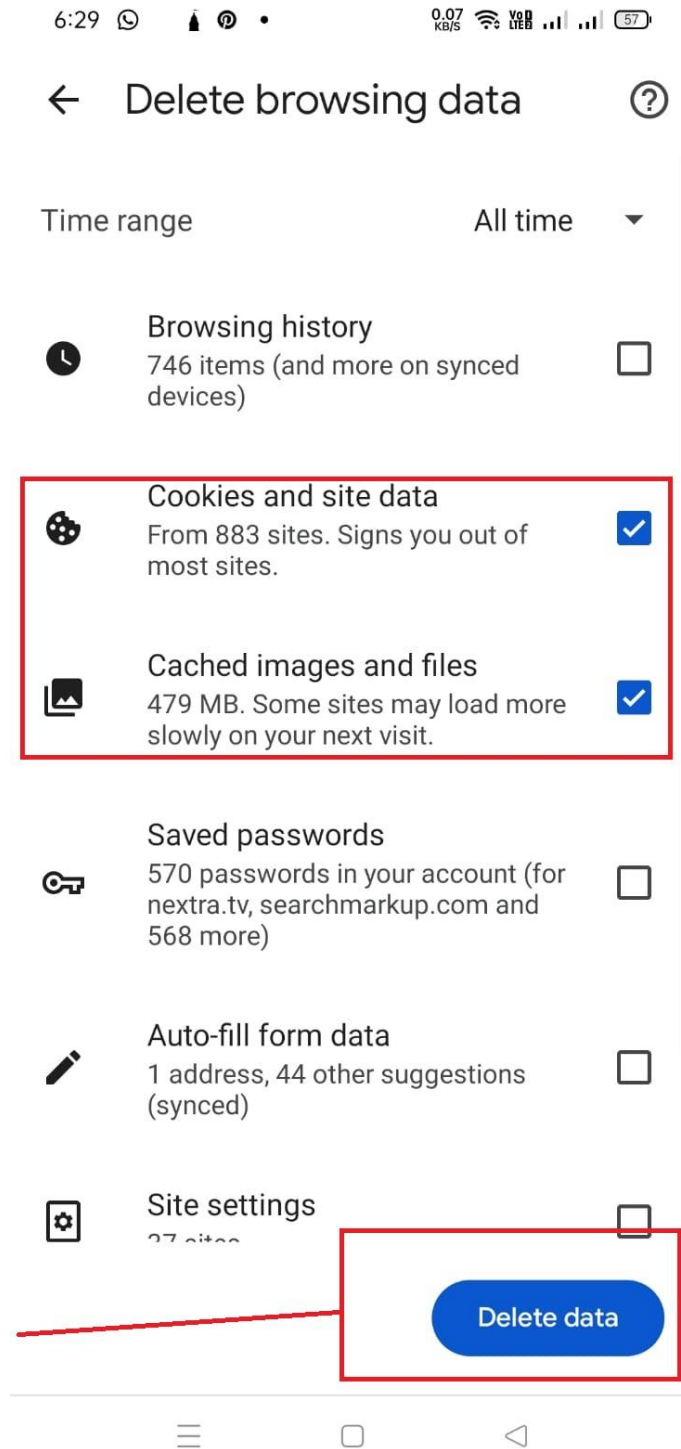 6:29 0.07 KB/S VoD LTE2 57
Delete browsing data
Time range All time
Browsing history
746 items (and more on synced
devices)
Cookies and site data
From 883 sites. Signs you out of
most sites.
Cached images and files
479 MB. Some sites may load more
slowly on your next visit.
Saved passwords
570 passwords in your account (for
nextra.tv, searchmarkup.com and
568 more)
Auto-fill form data
1 address, 44 other suggestions
(synced)
Site settings
27 sites
Delete data